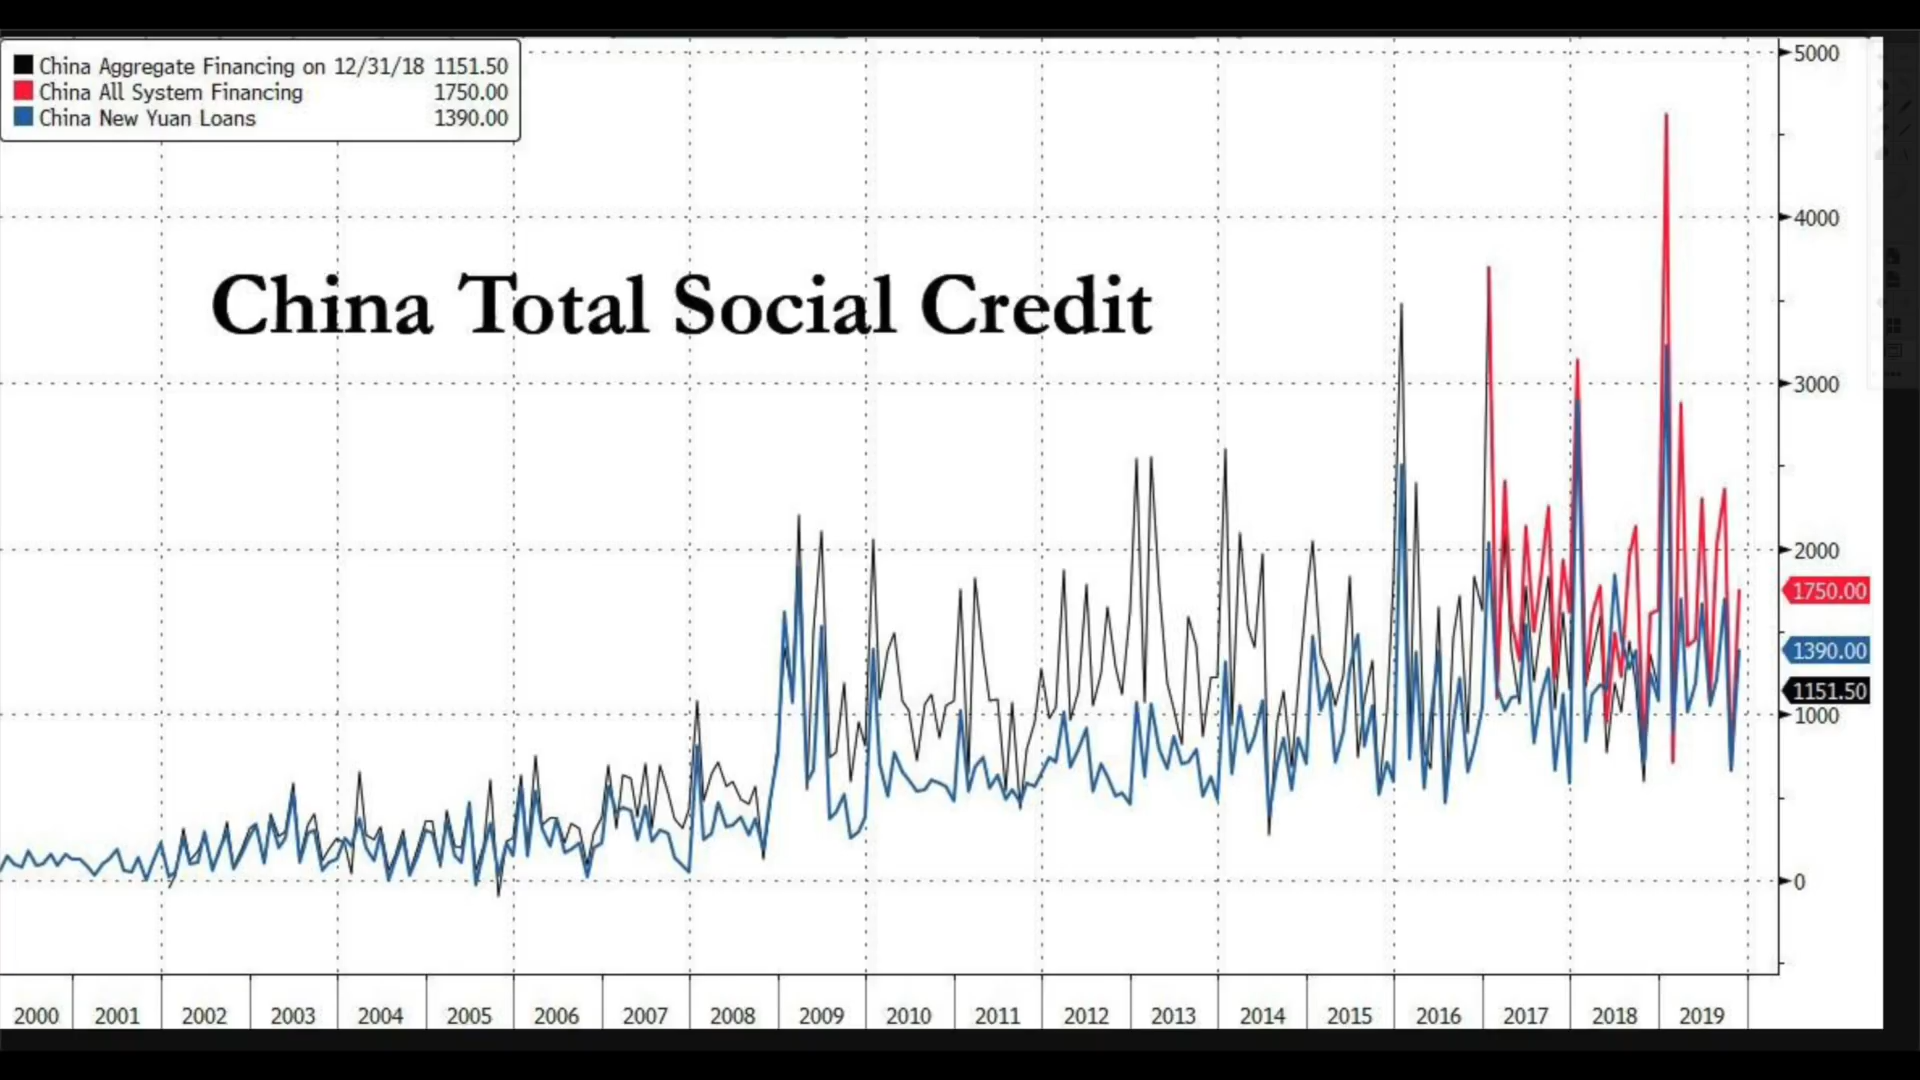 China Aggregate Financing on 12/31/18 1151.50
China All System Financing 1750.00
China New Yuan Loans 1390.00
China Total Social Credit
5000
4000
3000
2000
1750.00
1390.00
1151.50
1000
0
2000 2001 2002 2003 2004 2005 2006 2007 2008 2009 2010 2011 2012 2013 2014 2015 2016 2017 2018 2019